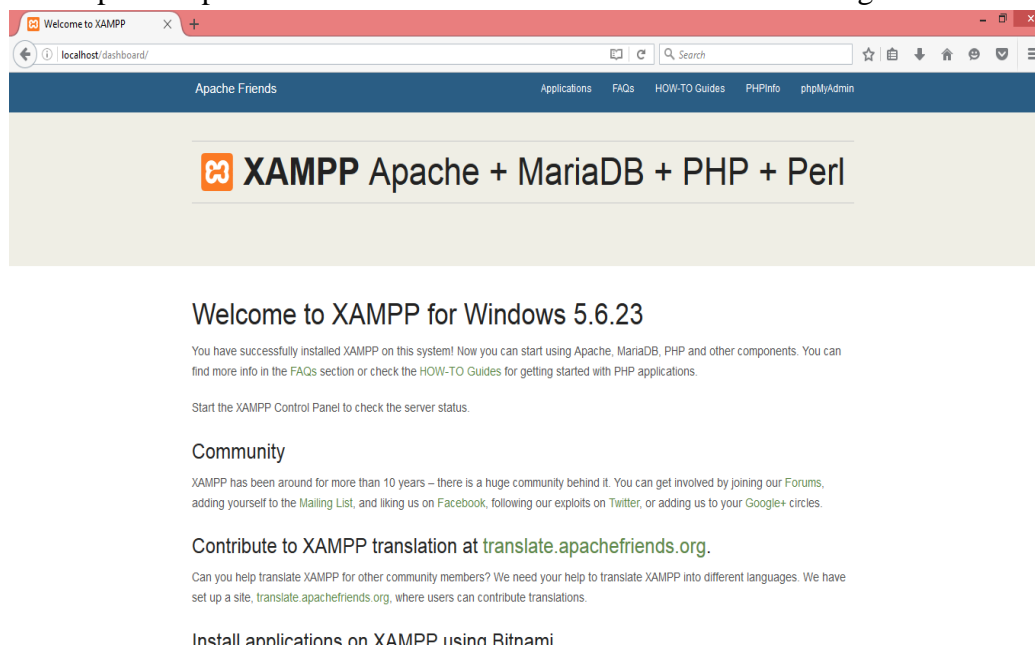 Welcome to XAMPP
localhost/dashboard/
Search
Apache Friends
Applications FAQs HOW-TO Guides PHPInfo phpMyAdmin
XAMPP Apache + MariaDB + PHP + Perl
Welcome to XAMPP for Windows 5.6.23
You have successfully installed XAMPP on this system! Now you can start using Apache, MariaDB, PHP and other components. You can
find more info in the FAQs section or check the HOW-TO Guides for getting started with PHP applications.
Start the XAMPP Control Panel to check the server status.
Community
XAMPP has been around for more than 10 years – there is a huge community behind it. You can get involved by joining our Forums,
adding yourself to the Mailing List, and liking us on Facebook, following our exploits on Twitter, or adding us to your Google+ circles.
Contribute to XAMPP translation at translate.apachefriends.org.
Can you help translate XAMPP for other community members? We need your help to translate XAMPP into different languages. We have
set up a site, translate.apachefriends.org, where users can contribute translations.
Install applications on XAMPP using Bitnami